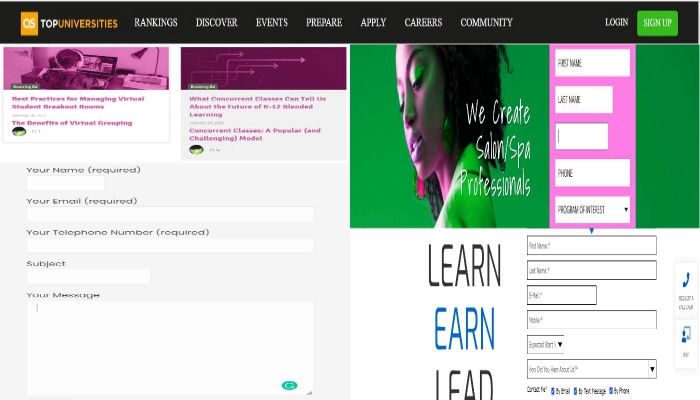 QS TOPUNIVERSITIES RANKINGS DISCOVER EVENTS PREPARE APPLY CAREERS COMMUNITY LOGIN SIGN UP
Evolving Ed
Best Practices for Managing Virtual
Student Breakout Rooms
The Benefits of Virtual Grouping
Evolving Ed
What Concurrent Classes Can Tell Us
About the Future of K-12 Blended
Learning
Concurrent Classes: A Popular (and
Challenging) Model
Your Name (required)
Your Email (required)
Your Telephone Number (required)
Subject
Your Message
We Create
Salon/Spa
Professionals
FIRST NAME
LAST NAME
PHONE
PROGRAM OF INTEREST
LEARN
EARN
LEAD
First Name:*
Last Name:*
E-Mail:*
Mobile:*
Expected Start
How Did You Hear About Us?*
Contact Me* By Email By Text Message By Phone
REQUEST A
CALL BACK
VISIT